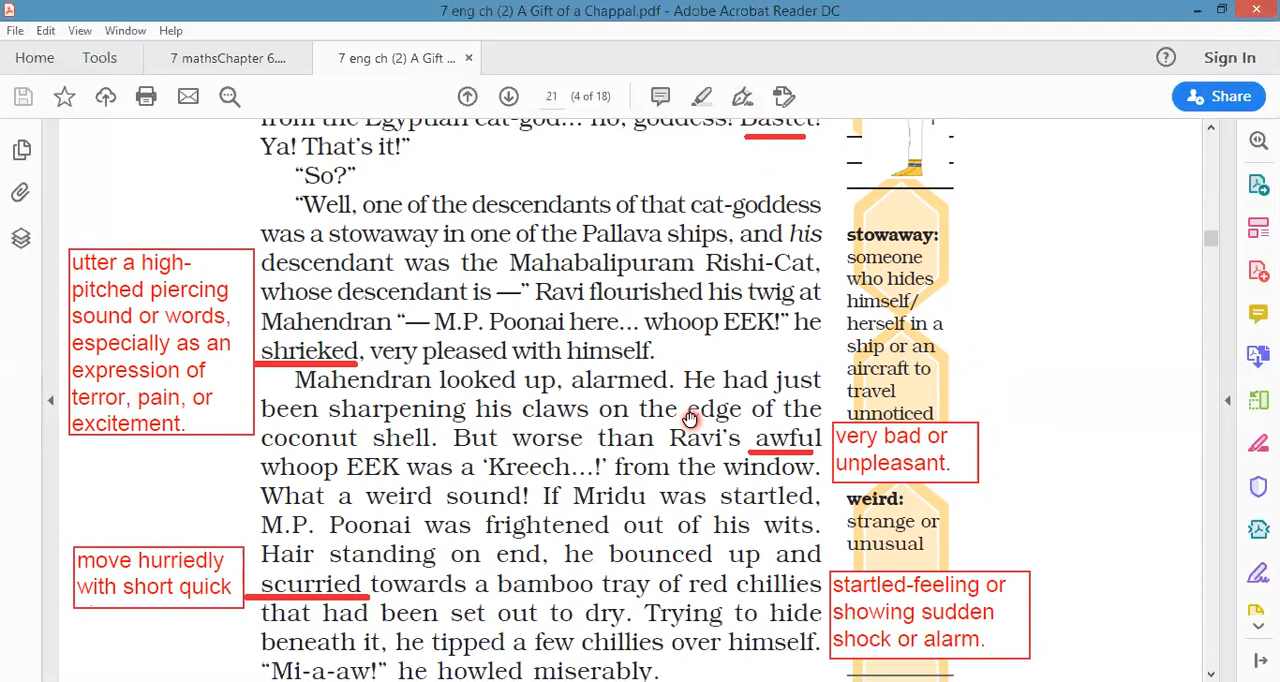 7 eng ch (2) A Gift of a Chappal.pdf - Adobe Acrobat Reader DC
File Edit View Window Help
Home Tools 7 mathsChapter 6.... 7 eng ch (2) A Gift ... × Sign In
21 (4 of 18) Share
from the Egyptian cat-god... no, goddess! Bastet!
Ya! That's it!”
“So?”
“Well, one of the descendants of that cat-goddess
was a stowaway in one of the Pallava ships, and his
descendant was the Mahabalipuram Rishi-Cat,
whose descendant is —” Ravi flourished his twig at
Mahendran “— M.P. Poonai here... whoop EEK!” he
shrieked, very pleased with himself.
Mahendran looked up, alarmed. He had just
been sharpening his claws on the edge of the
coconut shell. But worse than Ravi's awful
whoop EEK was a ‘Kreech...!’ from the window.
What a weird sound! If Mridu was startled,
M.P. Poonai was frightened out of his wits.
Hair standing on end, he bounced up and
scurried towards a bamboo tray of red chillies
that had been set out to dry. Trying to hide
beneath it, he tipped a few chillies over himself.
“Mi-a-aw!” he howled miserably.
utter a high-
pitched piercing
sound or words,
especially as an
expression of
terror, pain, or
excitement.
move hurriedly
with short quick
stowaway:
someone
who hides
himself/
herself in a
ship or an
aircraft to
travel
unnoticed
very bad or
unpleasant.
weird:
strange or
unusual
startled-feeling or
showing sudden
shock or alarm.